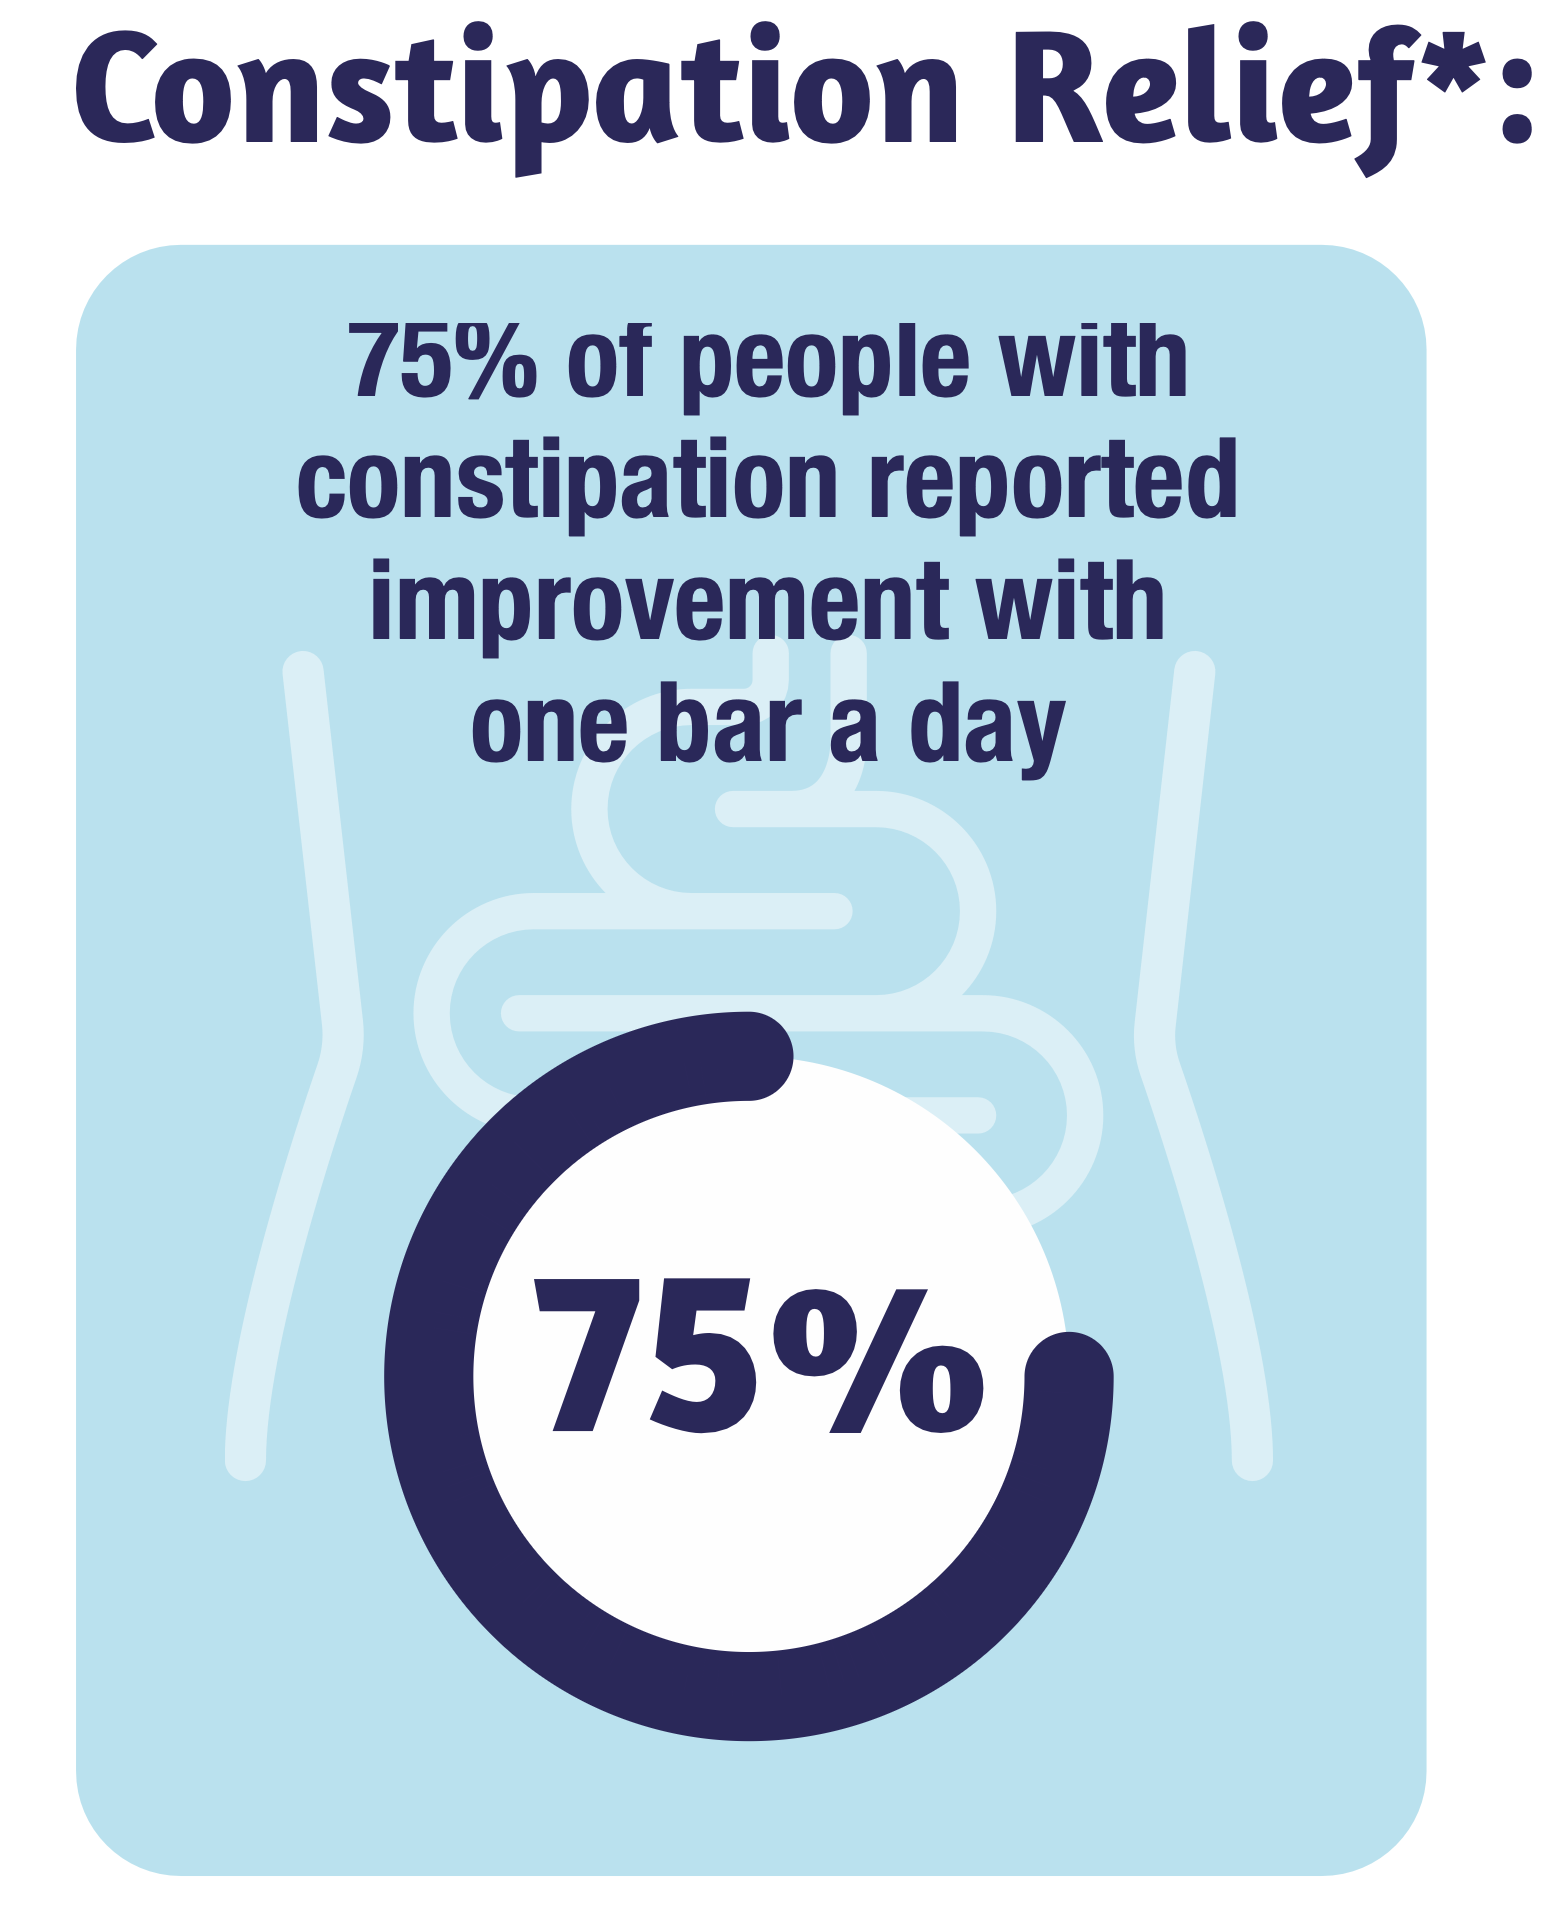 Constipation Relief*:
75% of people with
constipation reported
improvement with
one bar a day
75%